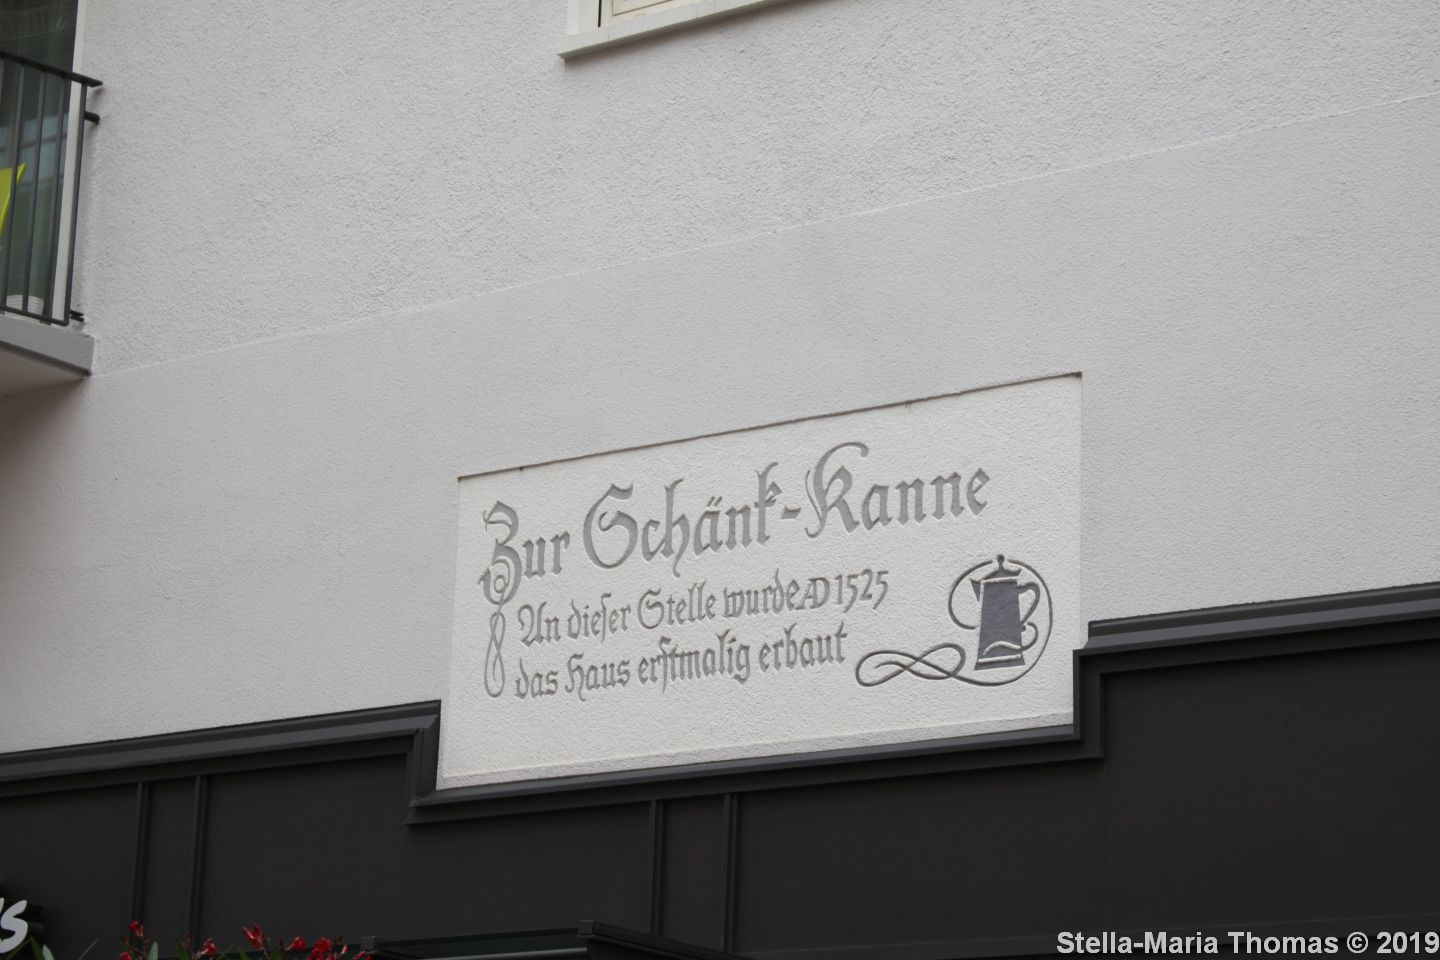 Zur Schänk-Kanne
An dieser Stelle wurde AD 1525
das Haus erstmalig erbaut
Stella-Maria Thomas © 2019